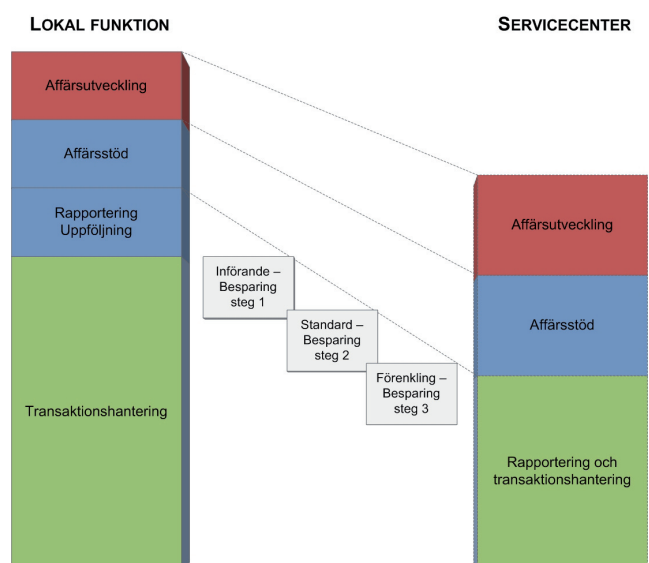 LOKAL FUNKTION
SERVICECENTER
Affärsutveckling
Affärsstöd
Rapportering
Uppföljning
Transaktionshantering
Införande –
Besparing
steg 1
Standard –
Besparing
steg 2
Förenkling –
Besparing
steg 3
Affärsutveckling
Affärsstöd
Rapportering och
transaktionshantering